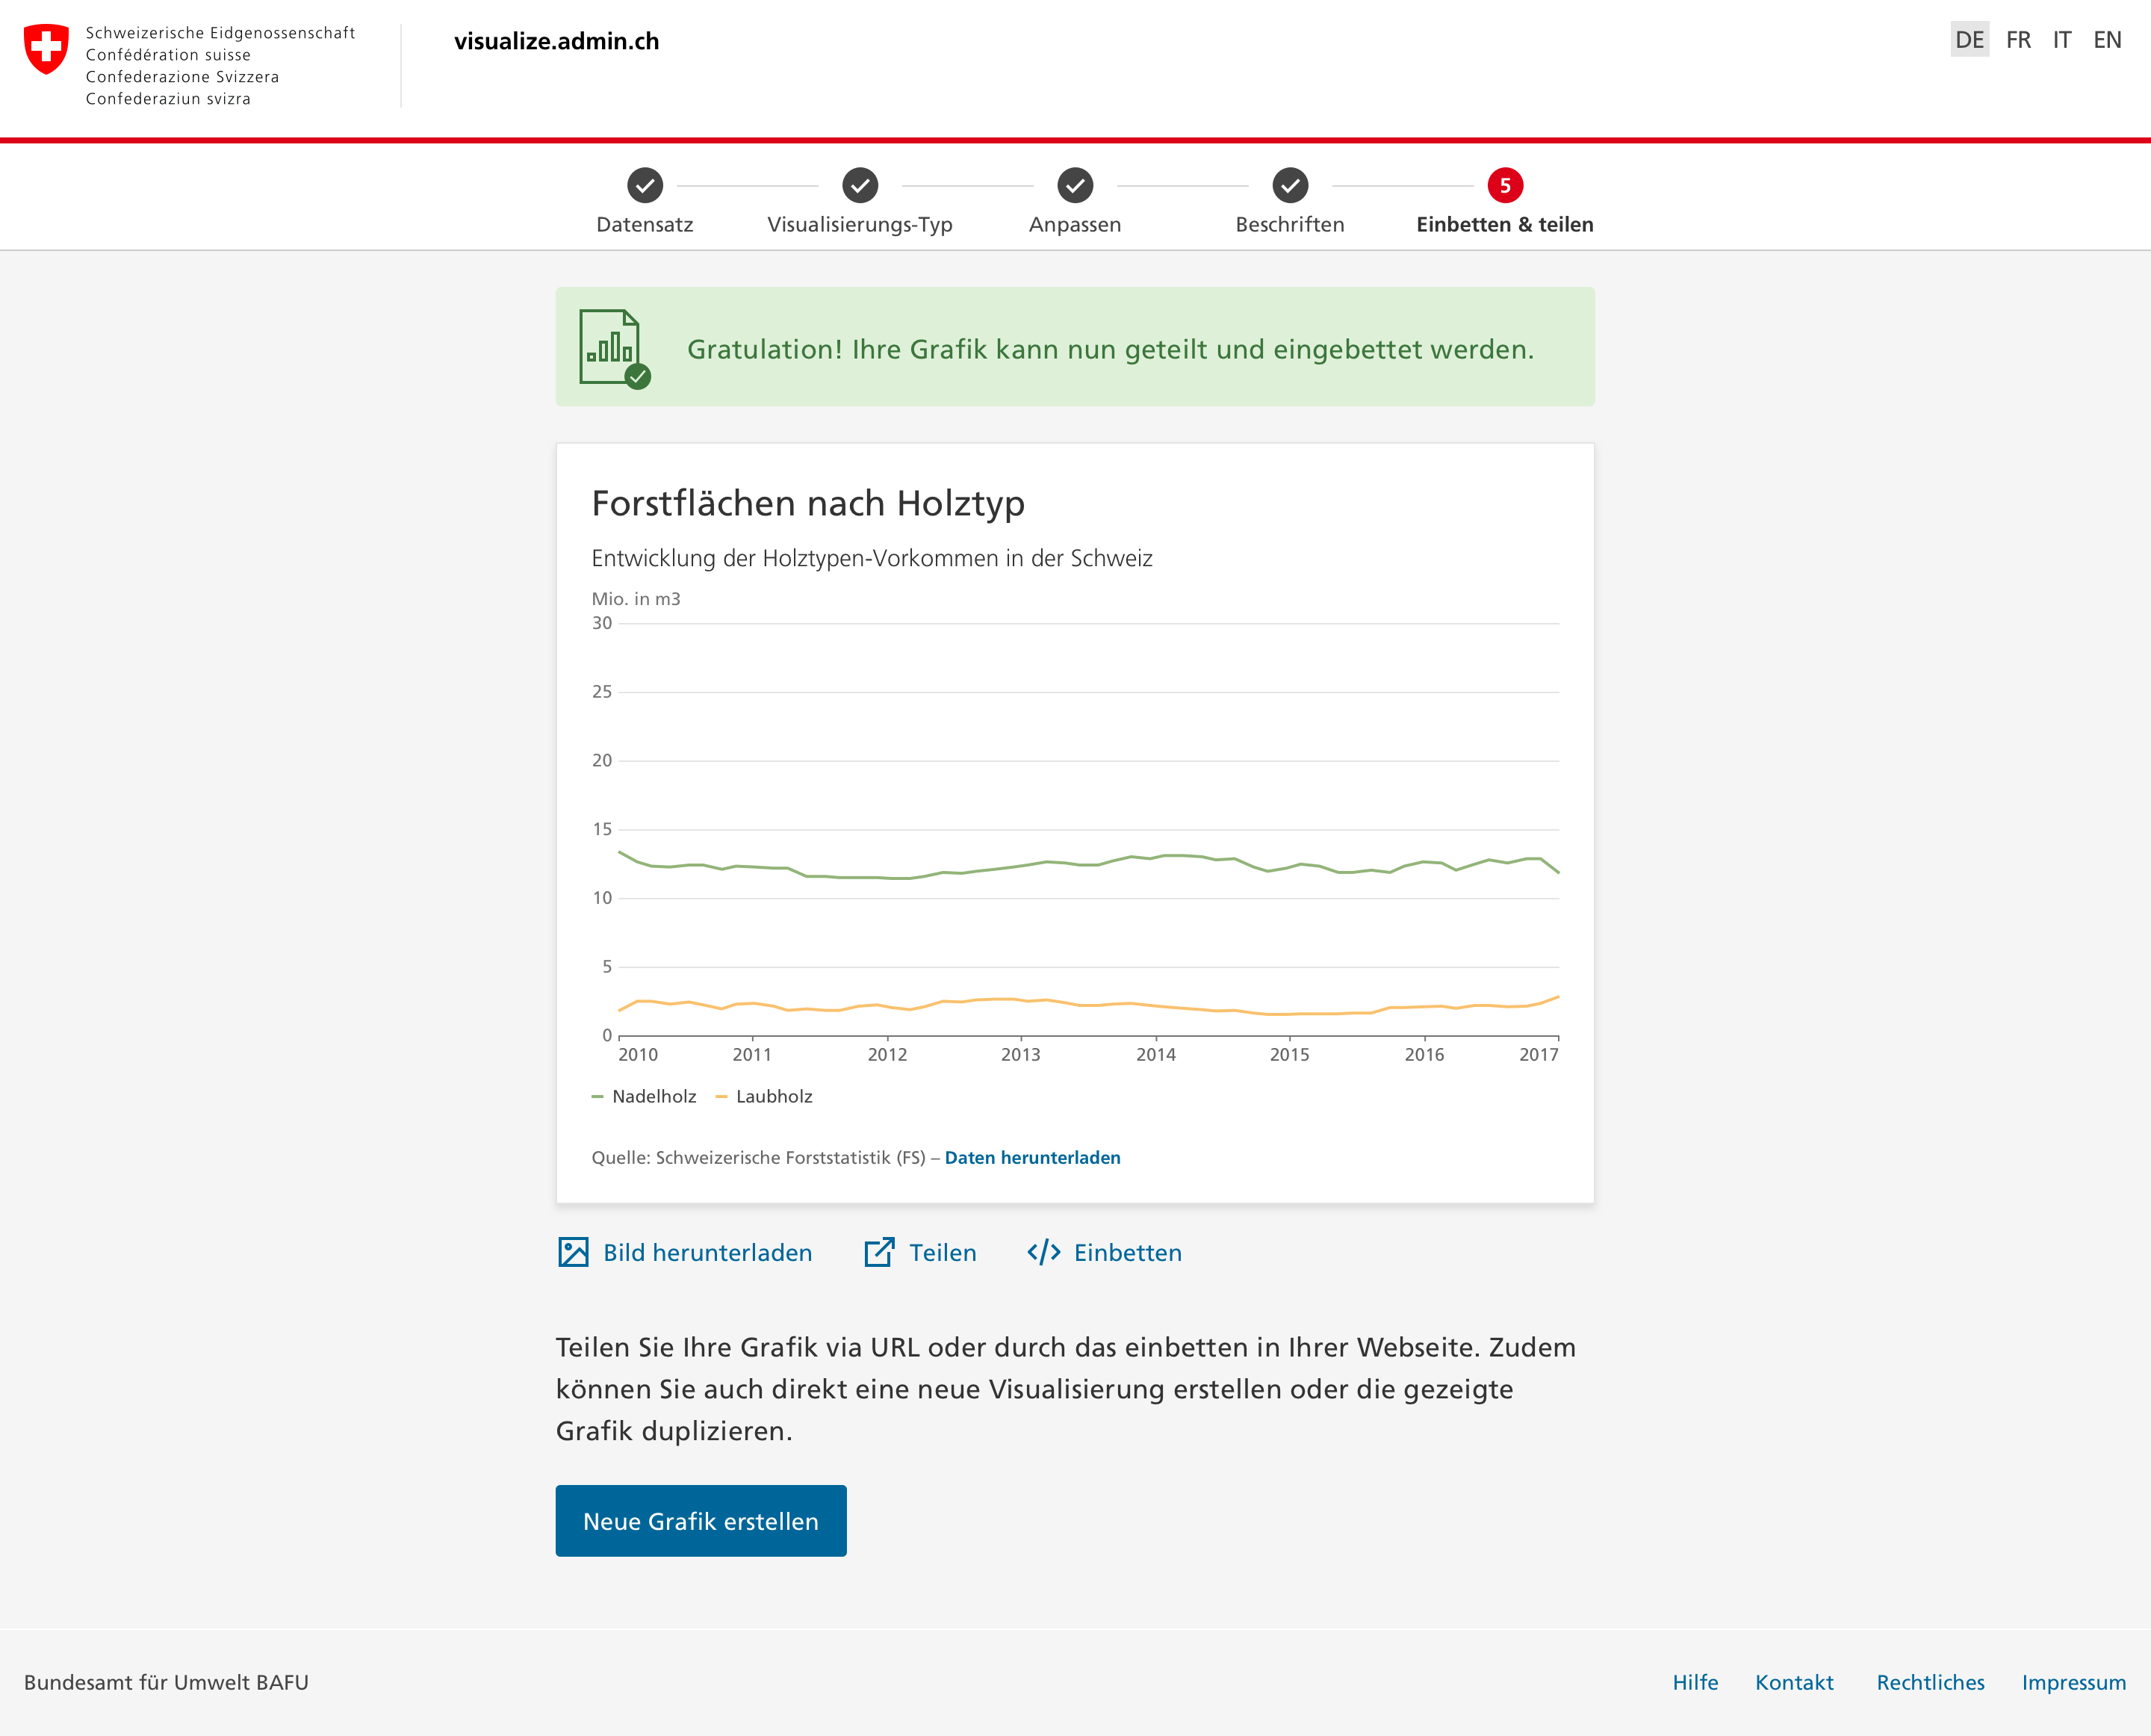 Schweizerische Eidgenossenschaft
Confédération suisse
Confederazione Svizzera
Confederaziun svizra
visualize.admin.ch
DE FR IT EN
Datensatz
Visualisierungs-Typ
Anpassen
Beschriften
5
Einbetten & teilen
Gratulation! Ihre Grafik kann nun geteilt und eingebettet werden.
Forstflächen nach Holztyp
Entwicklung der Holztypen-Vorkommen in der Schweiz
Mio. in m3
30
25
20
15
10
5
0
2010 2011 2012 2013 2014 2015 2016 2017
Nadelholz Laubholz
Quelle: Schweizerische Forststatistik (FS) – Daten herunterladen
Bild herunterladen Teilen Einbetten
Teilen Sie Ihre Grafik via URL oder durch das einbetten in Ihrer Webseite. Zudem
können Sie auch direkt eine neue Visualisierung erstellen oder die gezeigte
Grafik duplizieren.
Neue Grafik erstellen
Bundesamt für Umwelt BAFU
Hilfe Kontakt Rechtliches Impressum